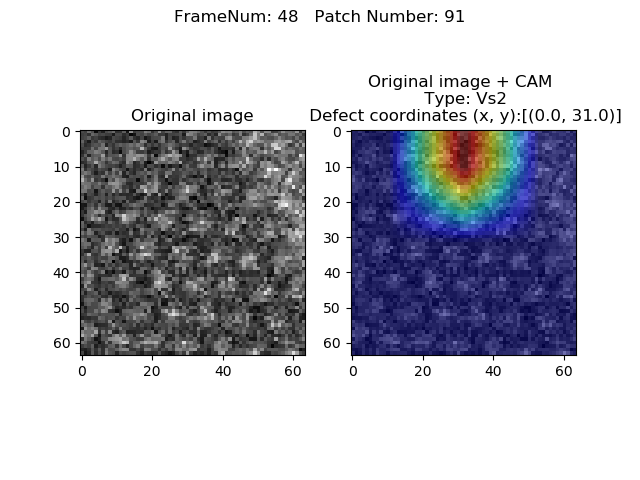 FrameNum: 48   Patch Number: 91
Original image
Original image + CAM
Type: Vs2
Defect coordinates (x, y):[(0.0, 31.0)]
0
10
20
30
40
50
60
0 20 40 60
0
10
20
30
40
50
60
0 20 40 60